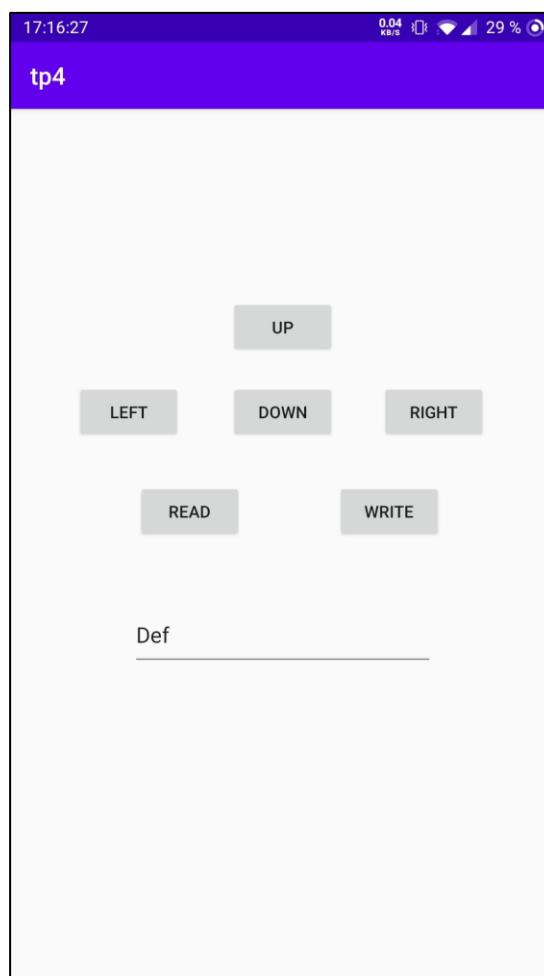 17:16:27 0.04 KB/S 29 %
tp4
UP
LEFT DOWN RIGHT
READ WRITE
Def